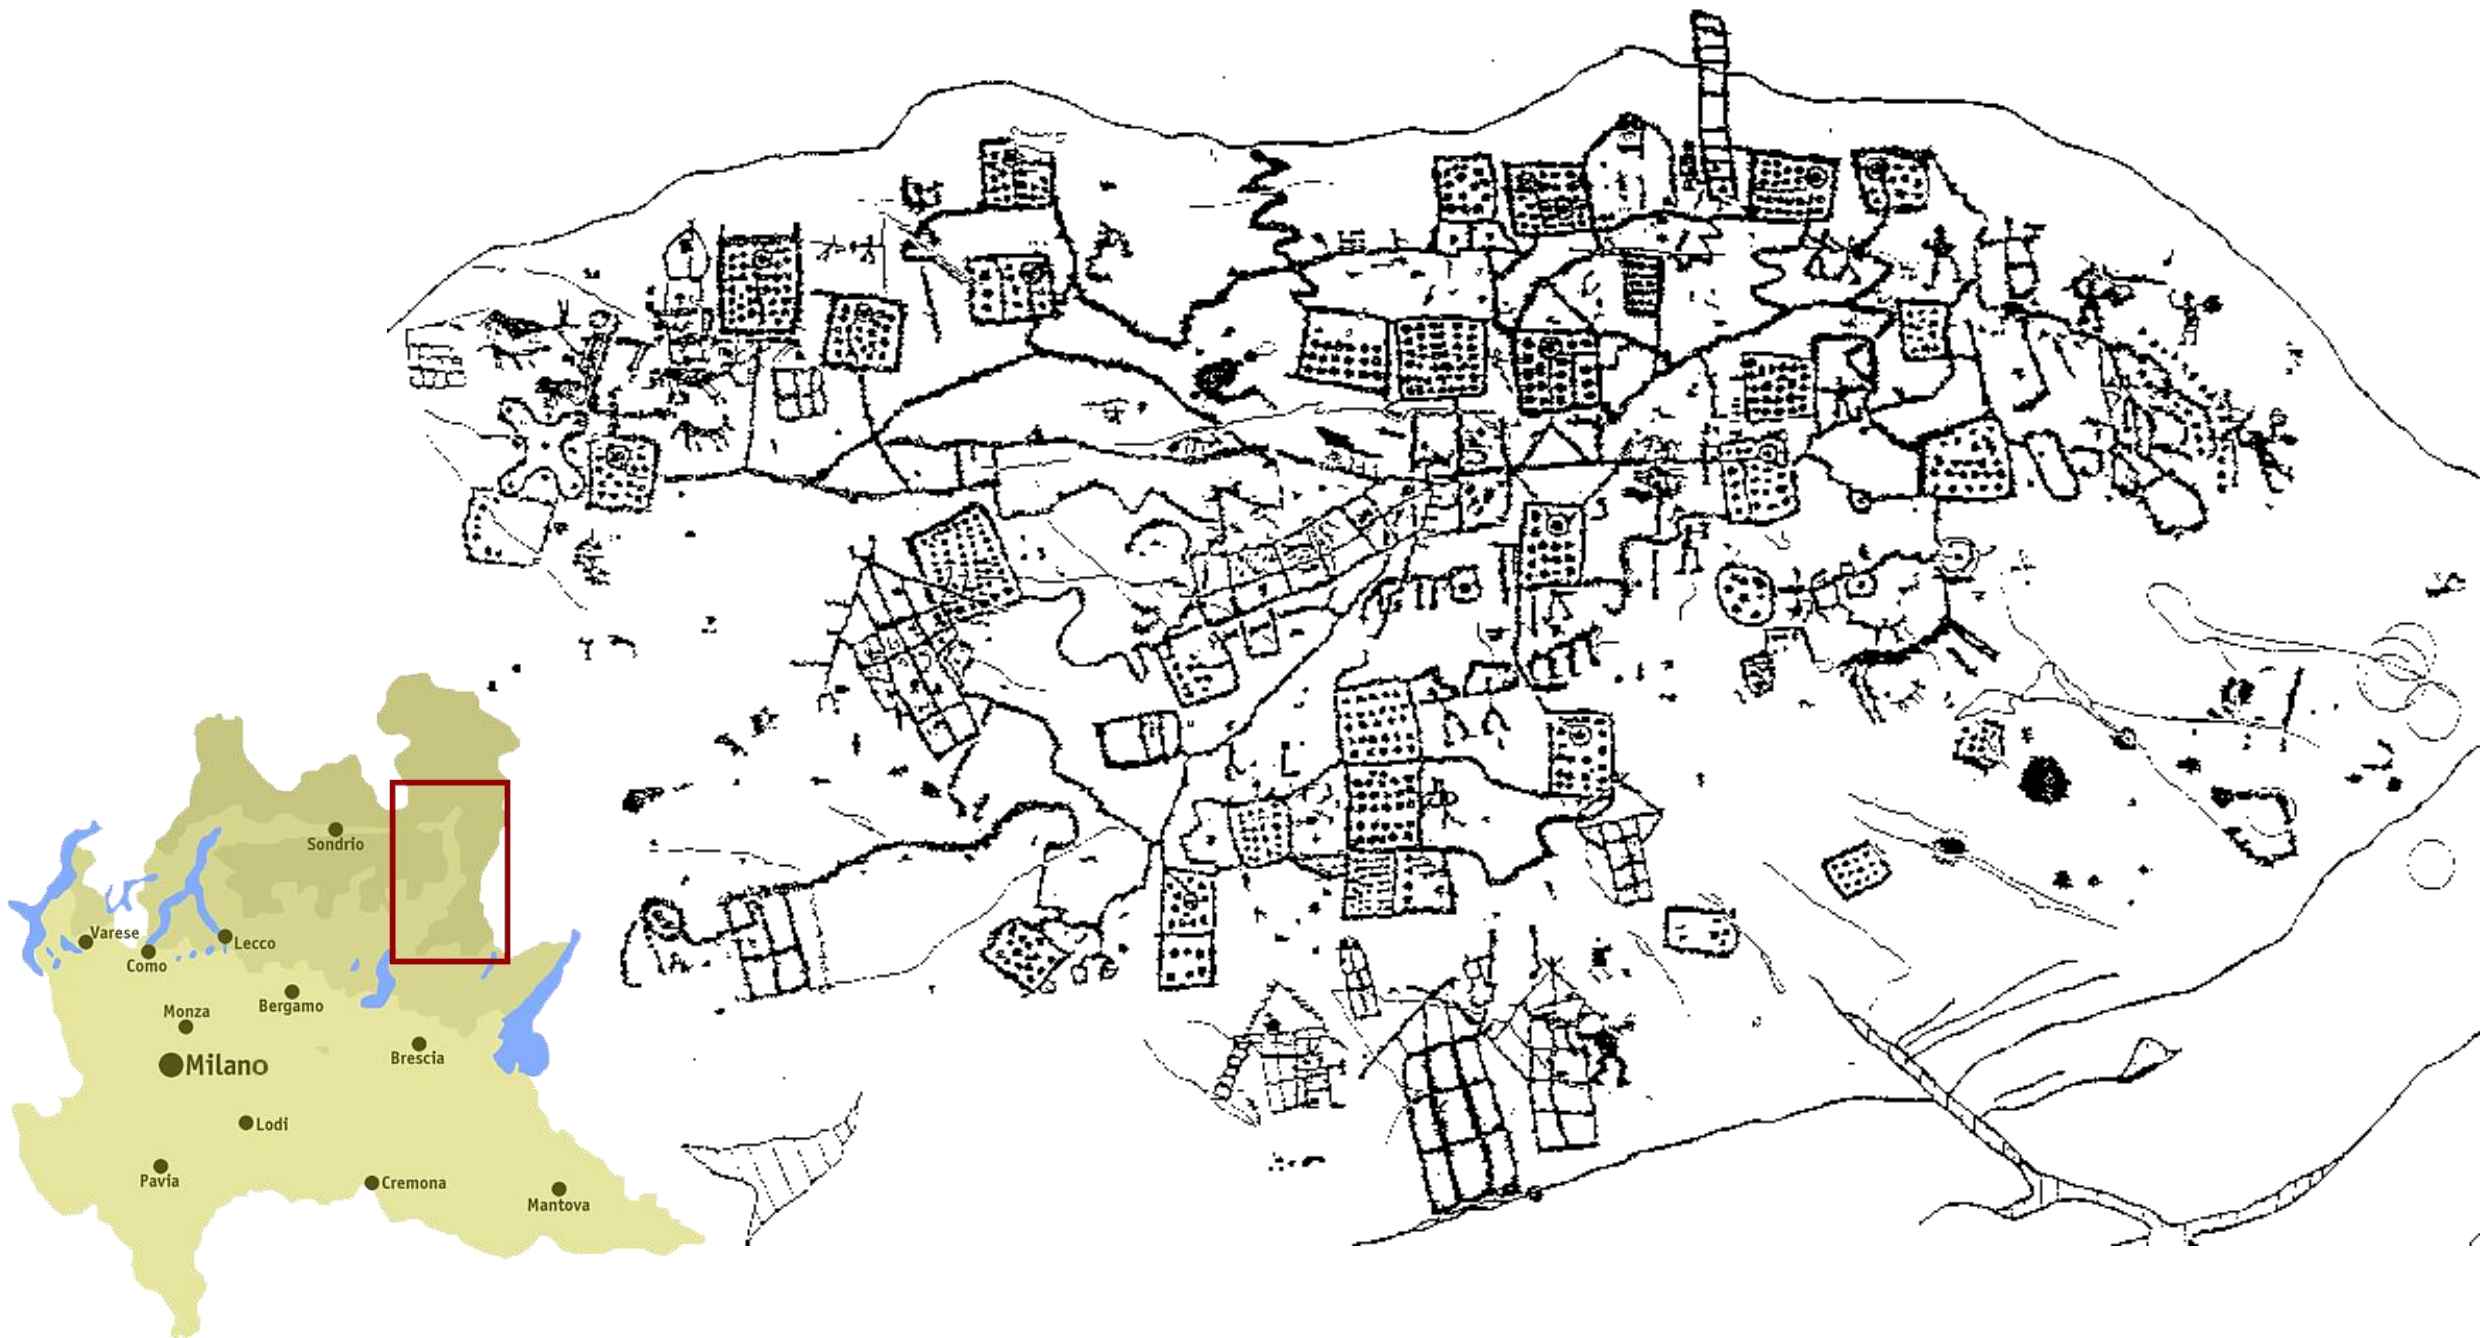 Sondrio
Varese
Lecco
Como
Bergamo
Monza
Brescia
Milano
Lodi
Pavia
Cremona
Mantova